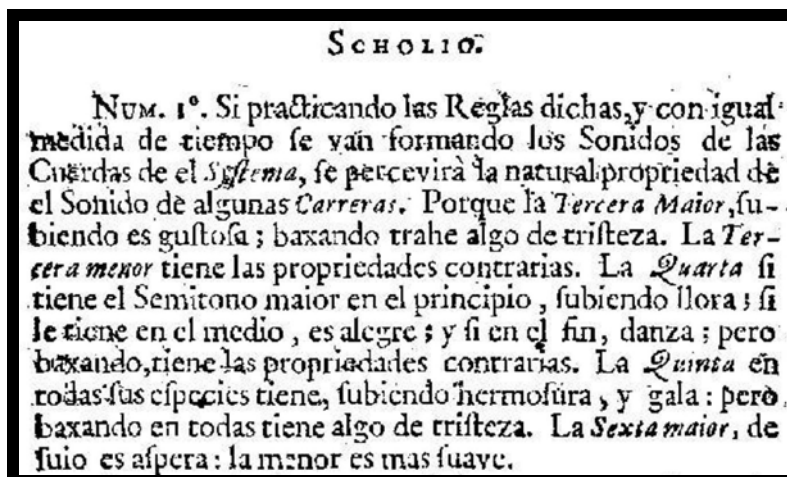 SCHOLIO.
NUM. 1º. Si practicando las Reglas dichas, y con igual
medida de tiempo se van formando los Sonidos de las
Cuerdas de el Systema, se percevirà la natural propriedad de
el Sonido de algunas Carreras. Porque la Tercera Maior, su-
biendo es gustosa; baxando trahe algo de tristeza. La Ter-
cera menor tiene las propriedades contrarias. La Quarta si
tiene el Semitono maior en el principio, subiendo llora; si
le tiene en el medio, es alegre; y si en el fin, danza; pero
baxando, tiene las propriedades contrarias. La Quinta en
todas sus especies tiene, subiendo hermosura, y gala: pero
baxando en todas tiene algo de tristeza. La Sexta maior, de
suio es aspera: la menor es mas suave.